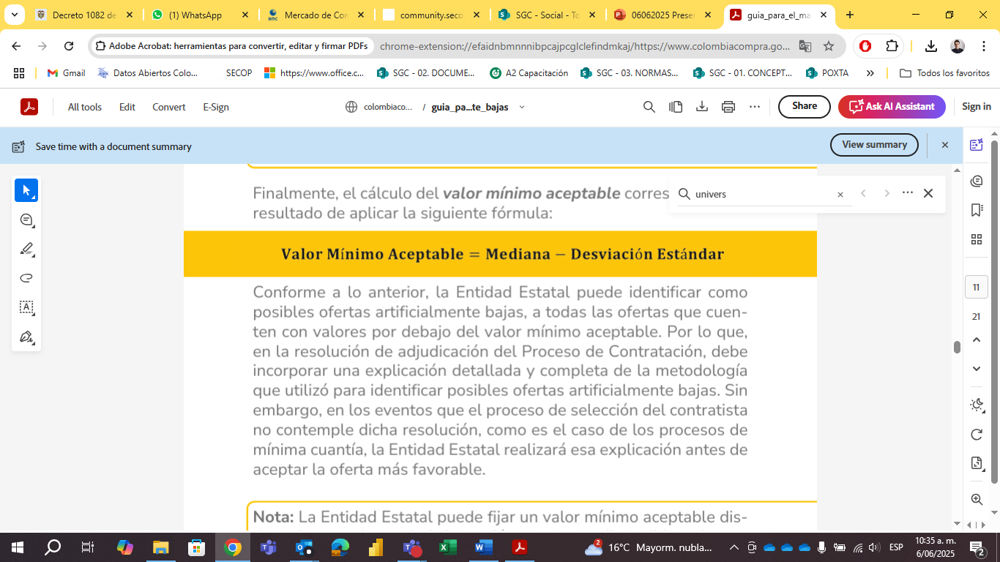 Decreto 1082 de
(1) WhatsApp
Mercado de Con
community.seco
SGC - Social - To
06062025 Prese
guia_para_el_ma
Adobe Acrobat: herramientas para convertir, editar y firmar PDFs
chrome-extension://efaidnbmnnnibpcajpcglclefindmkaj/https://www.colombiacompra.go...
Gmail
Datos Abiertos Colo...
SECOP
https://www.office.c...
SGC - 02. DOCUME...
A2 Capacitación
SGC - 03. NORMAS...
SGC - 01. CONCEPT...
POXTA
Todos los favoritos
All tools
Edit
Convert
E-Sign
colombiaco...
/ guia_pa...te_bajas
Share
Ask AI Assistant
Sign in
Save time with a document summary
View summary
univers
Finalmente, el cálculo del valor mínimo aceptable corres
resultado de aplicar la siguiente fórmula:
Valor Mínimo Aceptable = Mediana − Desviación Estándar
Conforme a lo anterior, la Entidad Estatal puede identificar como
posibles ofertas artificialmente bajas, a todas las ofertas que cuen-
ten con valores por debajo del valor mínimo aceptable. Por lo que,
en la resolución de adjudicación del Proceso de Contratación, debe
incorporar una explicación detallada y completa de la metodología
que utilizó para identificar posibles ofertas artificialmente bajas. Sin
embargo, en los eventos que el proceso de selección del contratista
no contemple dicha resolución, como es el caso de los procesos de
mínima cuantía, la Entidad Estatal realizará esa explicación antes de
aceptar la oferta más favorable.
Nota: La Entidad Estatal puede fijar un valor mínimo aceptable dis-
11
21
2
16°C Mayorm. nubla...
ESP
10:35 a. m.
6/06/2025
2